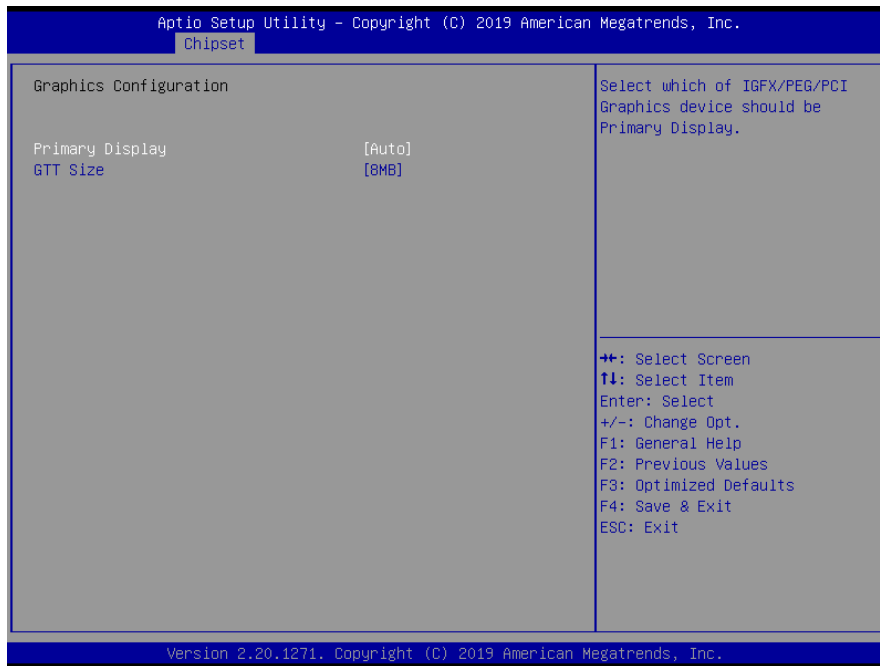 Aptio Setup Utility – Copyright (C) 2019 American Megatrends, Inc.
Chipset
Graphics Configuration
Primary Display [Auto]
GTT Size [8MB]
Select which of IGFX/PEG/PCI
Graphics device should be
Primary Display.
→←: Select Screen
↑↓: Select Item
Enter: Select
+/-: Change Opt.
F1: General Help
F2: Previous Values
F3: Optimized Defaults
F4: Save & Exit
ESC: Exit
Version 2.20.1271. Copyright (C) 2019 American Megatrends, Inc.